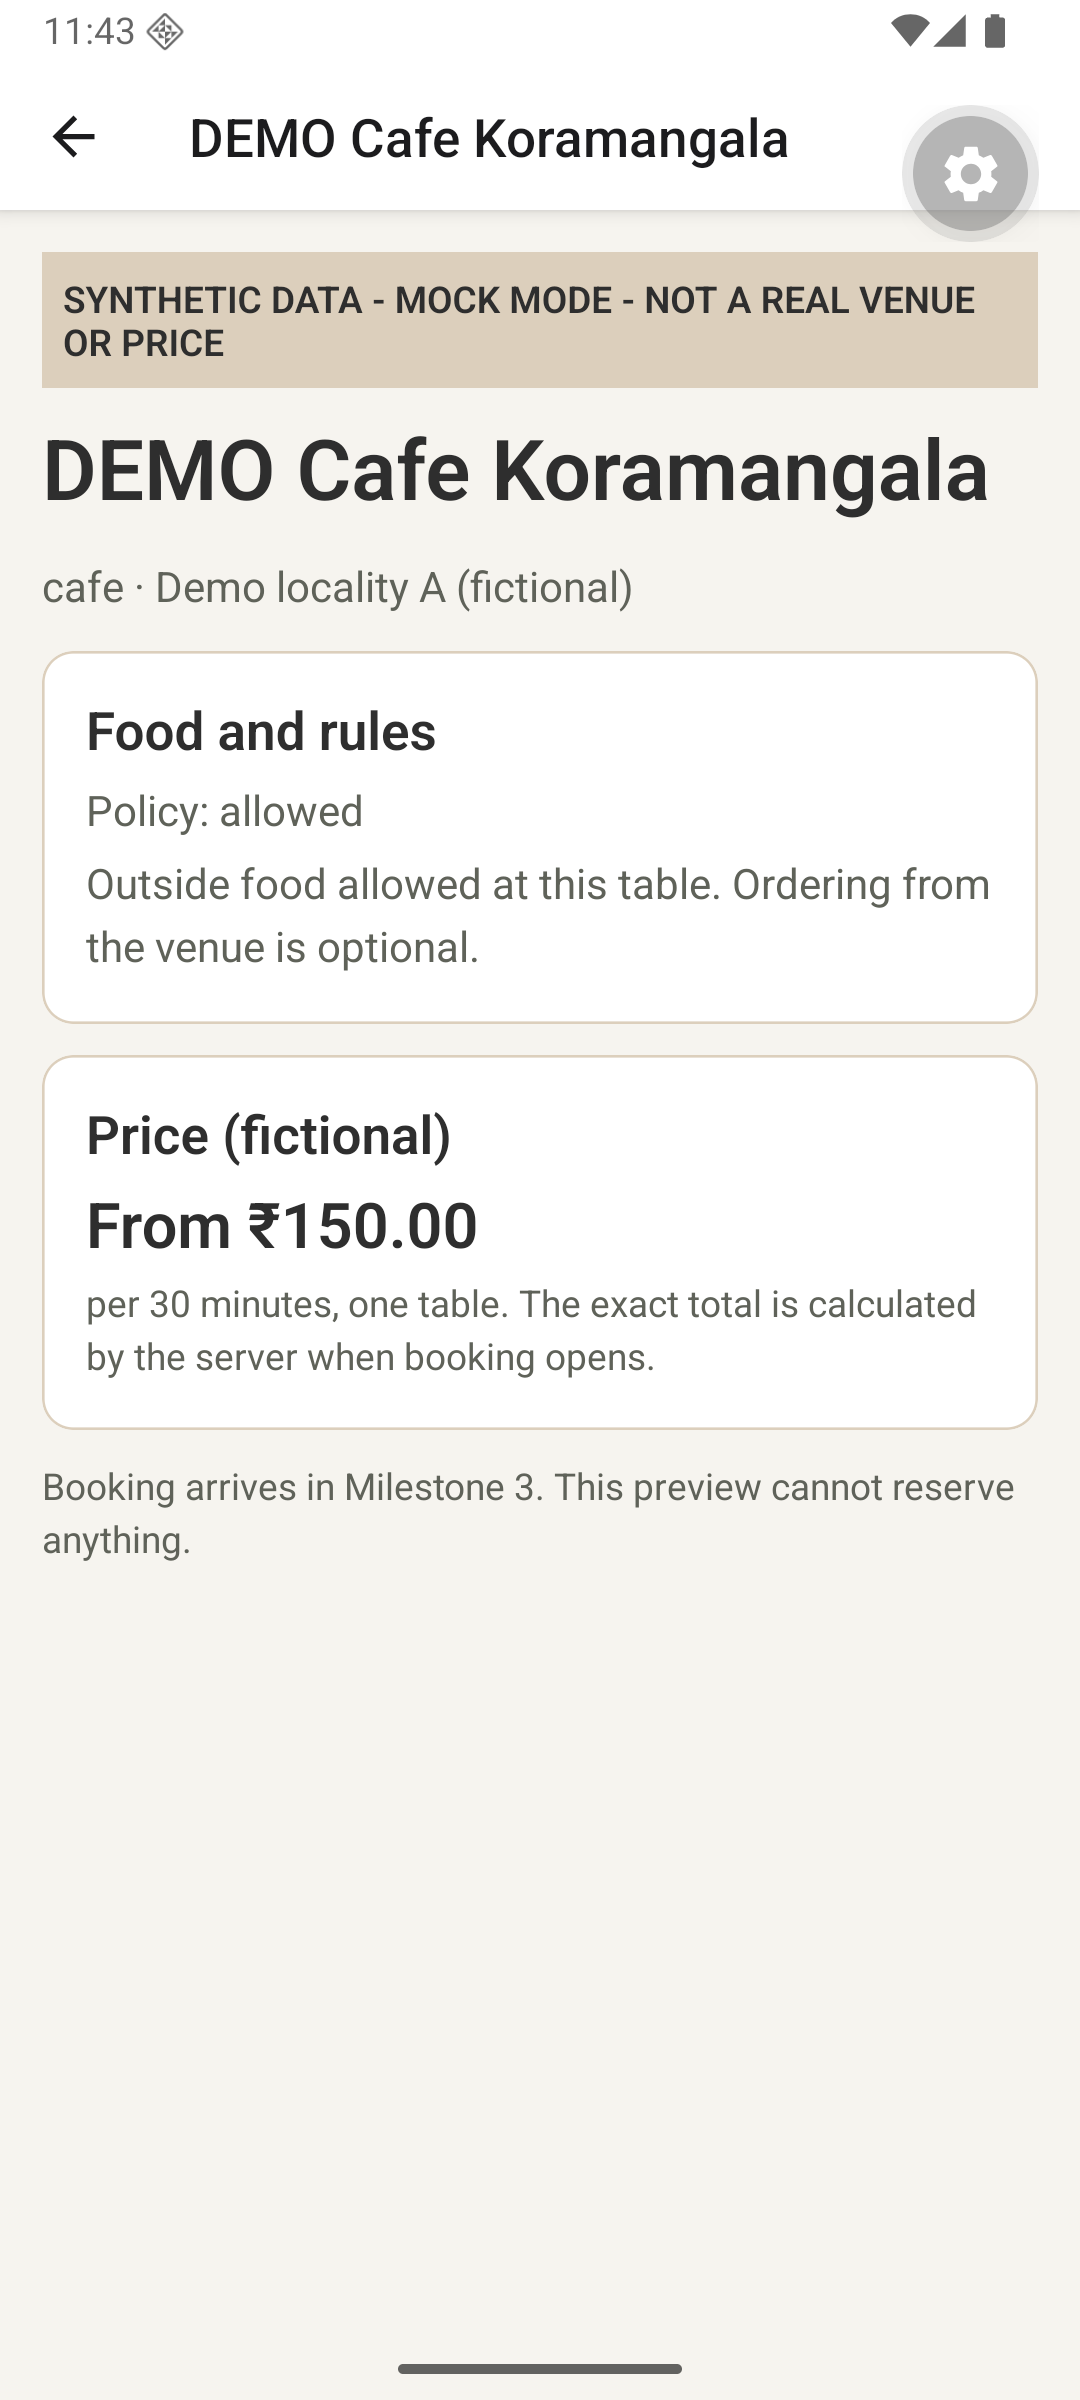 11:43
DEMO Cafe Koramangala
SYNTHETIC DATA - MOCK MODE - NOT A REAL VENUE
OR PRICE
DEMO Cafe Koramangala
cafe · Demo locality A (fictional)
Food and rules
Policy: allowed
Outside food allowed at this table. Ordering from
the venue is optional.
Price (fictional)
From ₹150.00
per 30 minutes, one table. The exact total is calculated
by the server when booking opens.
Booking arrives in Milestone 3. This preview cannot reserve
anything.